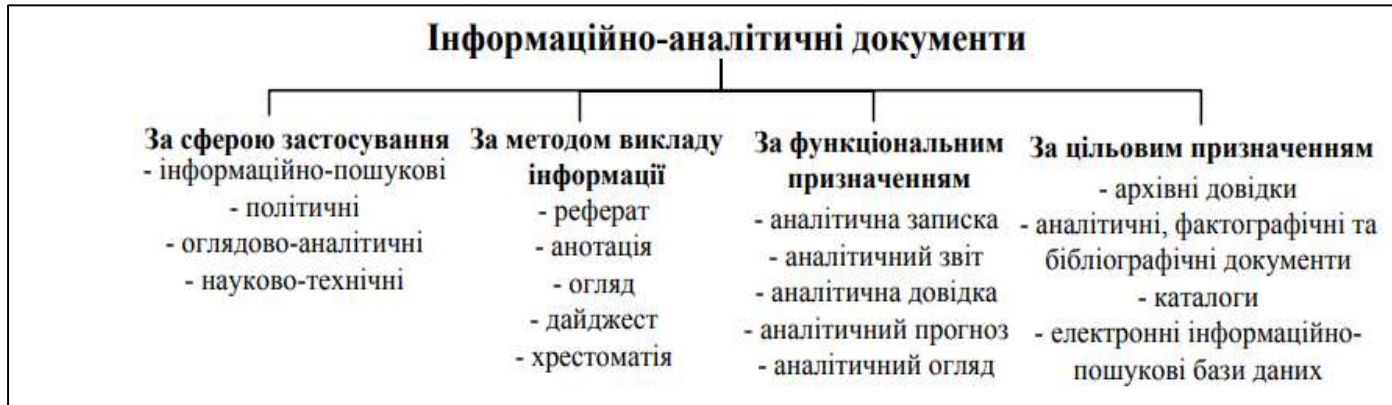 Інформаційно-аналітичні документи
За сферою застосування
- інформаційно-пошукові
- політичні
- оглядово-аналітичні
- науково-технічні
За методом викладу
інформації
- реферат
- анотація
- огляд
- дайджест
- хрестоматія
За функціональним
призначенням
- аналітична записка
- аналітичний звіт
- аналітична довідка
- аналітичний прогноз
- аналітичний огляд
За цільовим призначенням
- архівні довідки
- аналітичні, фактографічні та
бібліографічні документи
- каталоги
- електронні інформаційно-
пошукові бази даних